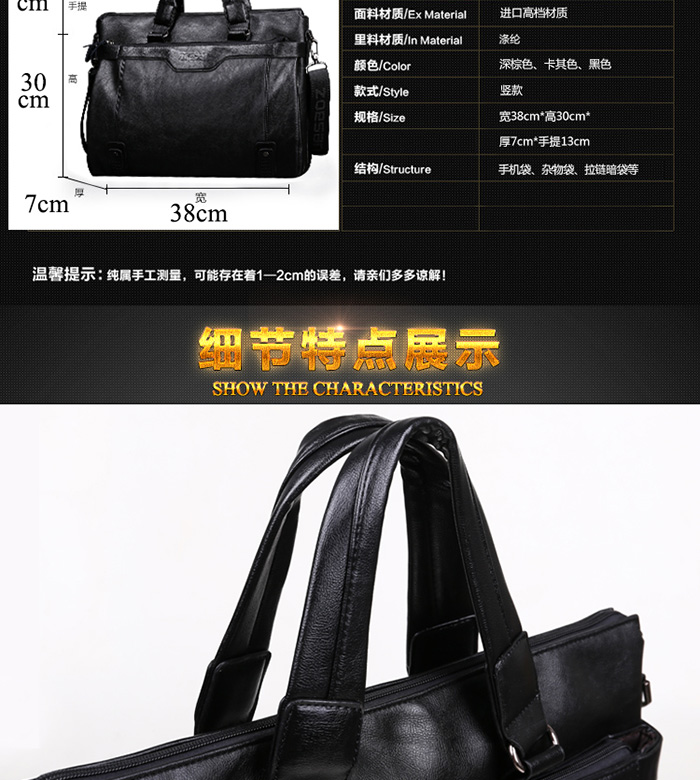 cm
手提
30
cm
高
7cm
厚
宽
38cm
面料材质/Ex Material 进口高档材质
里料材质/In Material 涤纶
颜色/Color 深棕色、卡其色、黑色
款式/Style 竖款
规格/Size 宽38cm*高30cm*
厚7cm*手提13cm
结构/Structure 手机袋、杂物袋、拉链暗袋等
温馨提示：纯属手工测量，可能存在着1—2cm的误差，请亲们多多谅解！
细节特点展示
SHOW THE CHARACTERISTICS